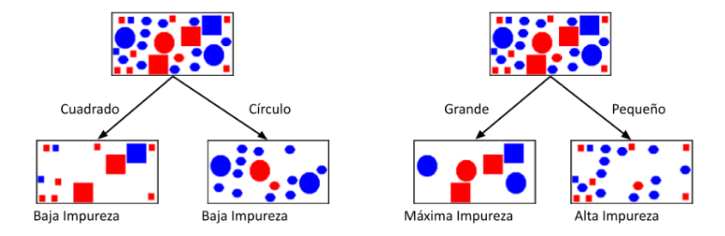 Cuadrado
Círculo
Grande
Pequeño
Baja Impureza
Baja Impureza
Máxima Impureza
Alta Impureza